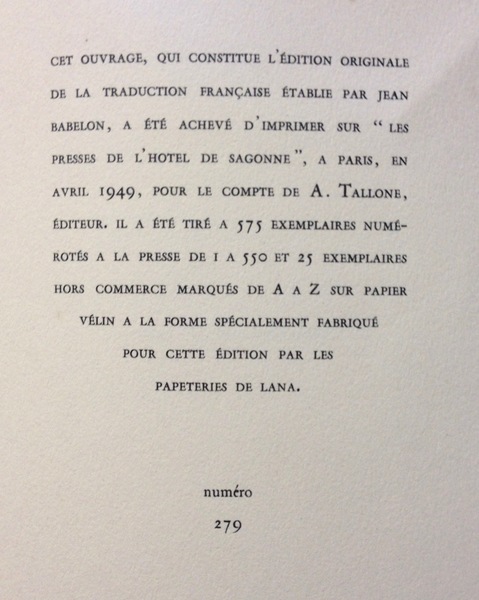 CET OUVRAGE, QUI CONSTITUE L'ÉDITION ORIGINALE
DE LA TRADUCTION FRANÇAISE ÉTABLIE PAR JEAN
BABELON, A ÉTÉ ACHEVÉ D'IMPRIMER SUR “ LES
PRESSES DE L'HOTEL DE SAGONNE ”, A PARIS, EN
AVRIL 1949, POUR LE COMPTE DE A. TALLONE,
ÉDITEUR. IL A ÉTÉ TIRÉ A 575 EXEMPLAIRES NUMÉ-
ROTÉS A LA PRESSE DE I A 550 ET 25 EXEMPLAIRES
HORS COMMERCE MARQUÉS DE A A Z SUR PAPIER
VÉLIN A LA FORME SPÉCIALEMENT FABRIQUÉ
POUR CETTE ÉDITION PAR LES
PAPETERIES DE LANA.
numéro
279